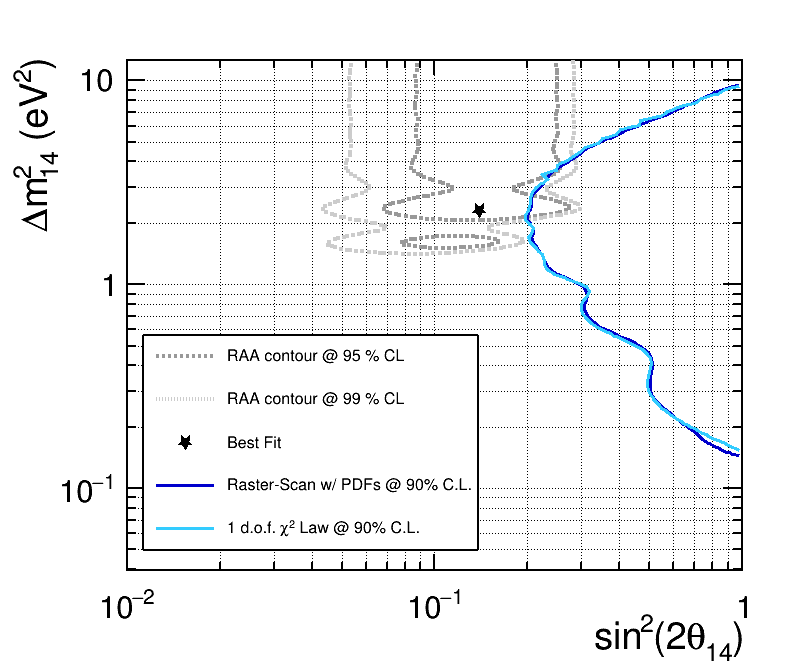 Δm²₁₄ (eV²)
10
1
10⁻¹
RAA contour @ 95 % CL
RAA contour @ 99 % CL
Best Fit
Raster-Scan w/ PDFs @ 90% C.L.
1 d.o.f. χ² Law @ 90% C.L.
10⁻²
10⁻¹
1
sin²(2θ₁₄)